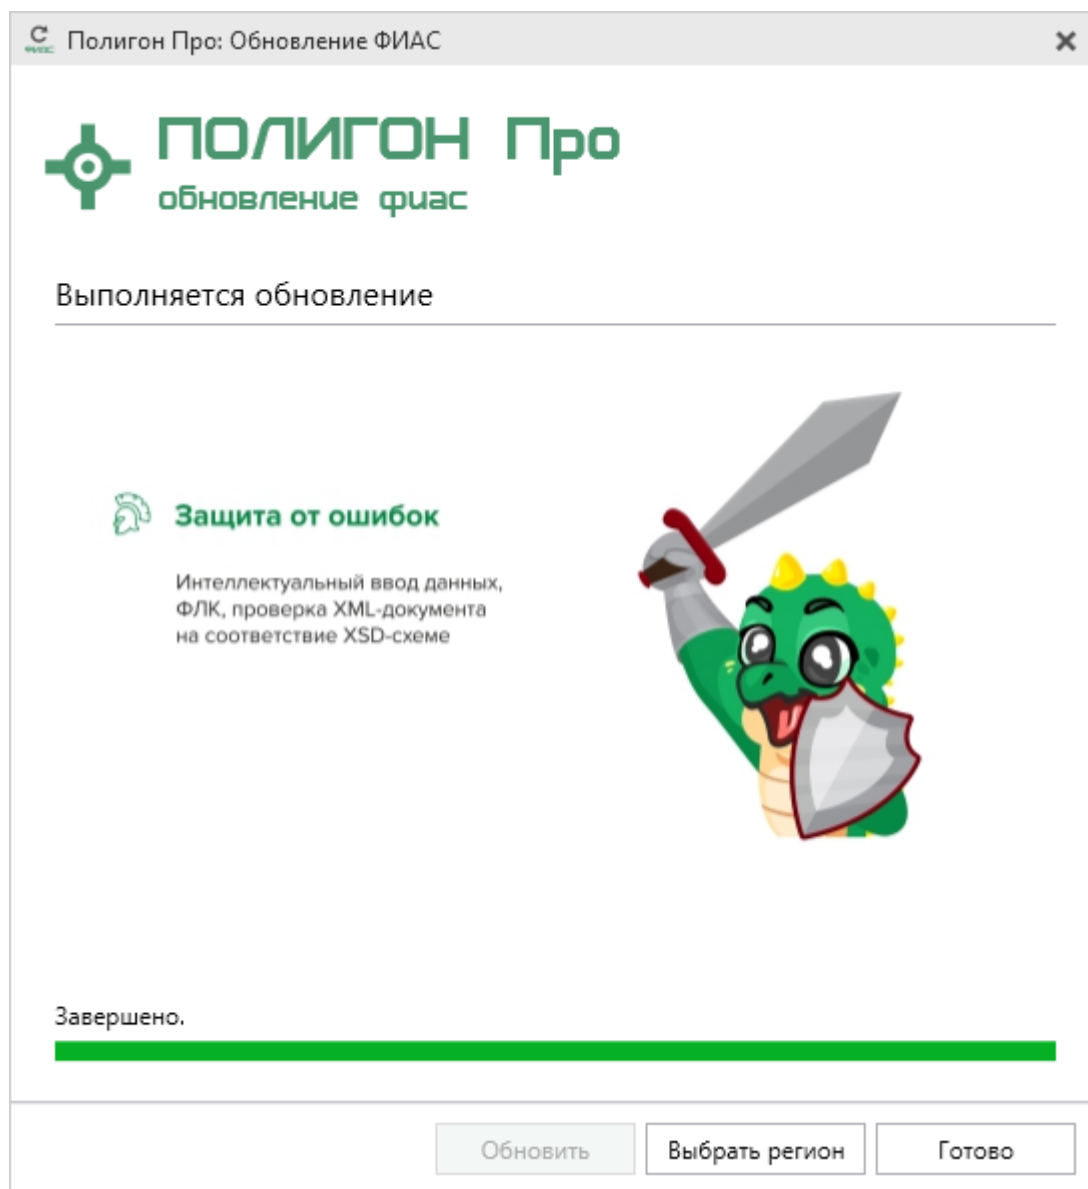 Полигон Про: Обновление ФИАС
ПОЛИГОН Про
обновление фиас
Выполняется обновление
Защита от ошибок
Интеллектуальный ввод данных,
ФЛК, проверка XML-документа
на соответствие XSD-схеме
Завершено.
Обновить
Выбрать регион
Готово